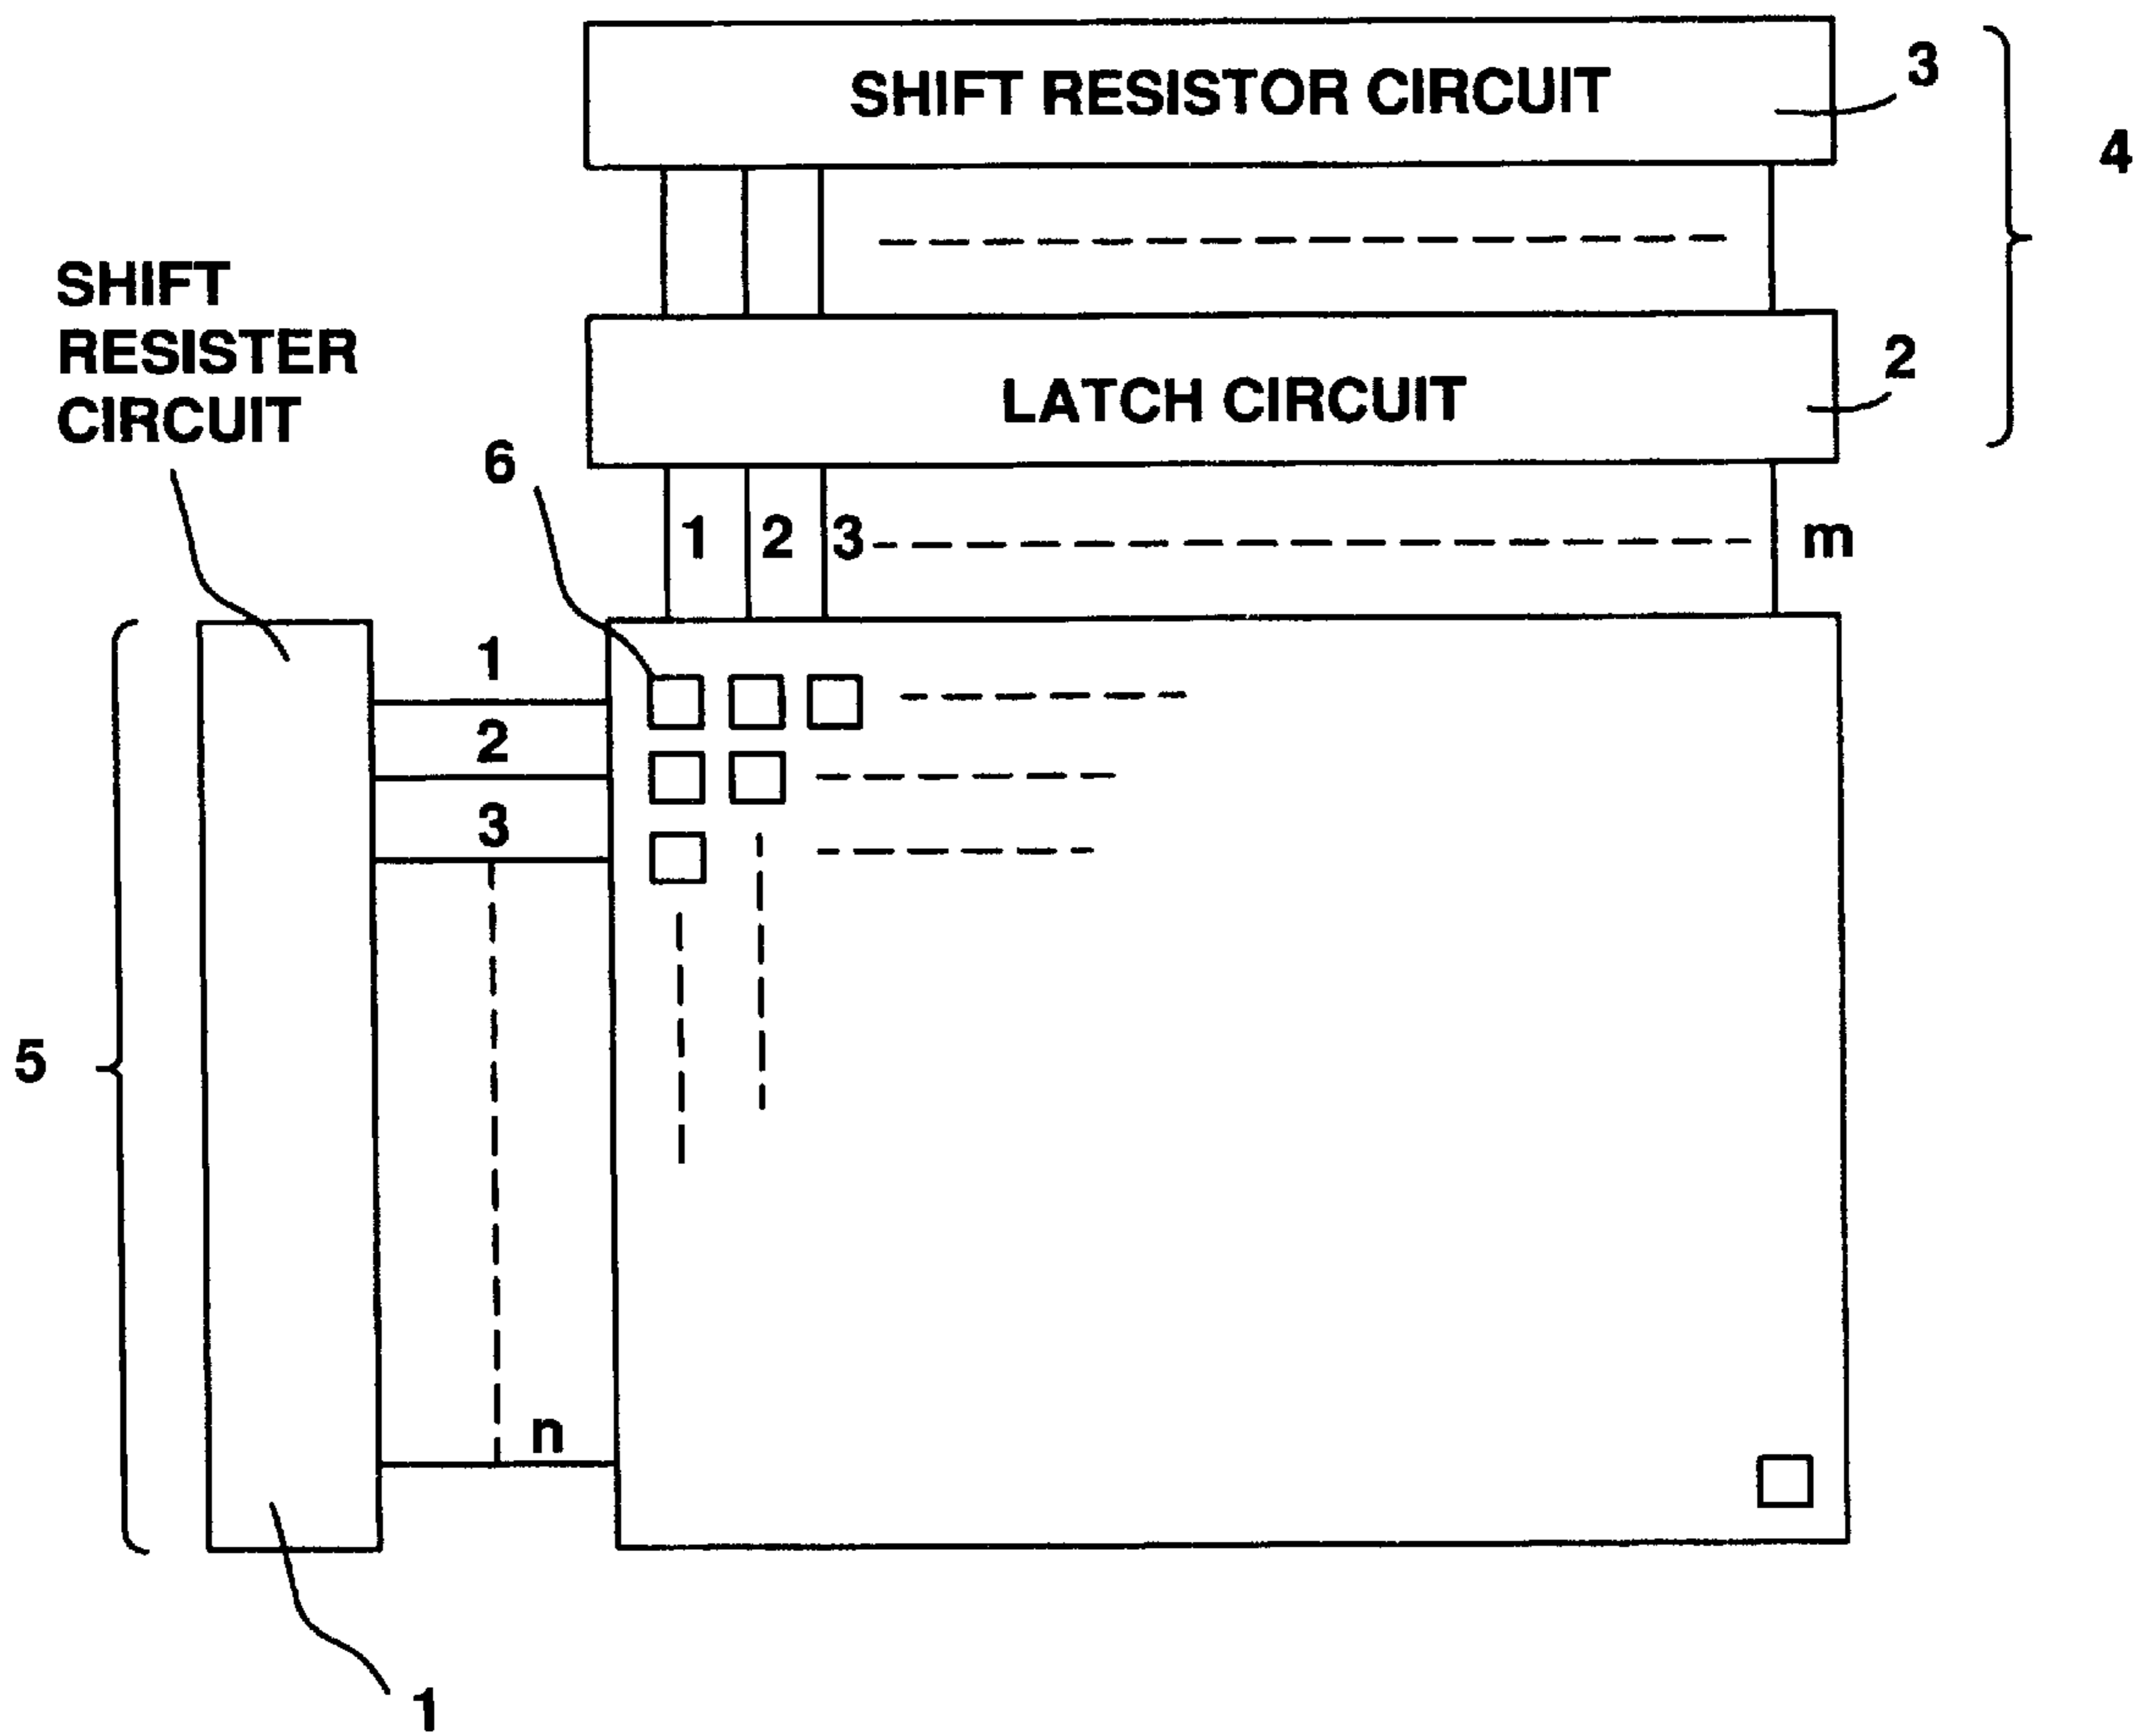 SHIFT RESISTOR CIRCUIT
3
4
SHIFT
RESISTER
CIRCUIT
LATCH CIRCUIT
2
6
1 2 3 m
1
2
3
5
n
1